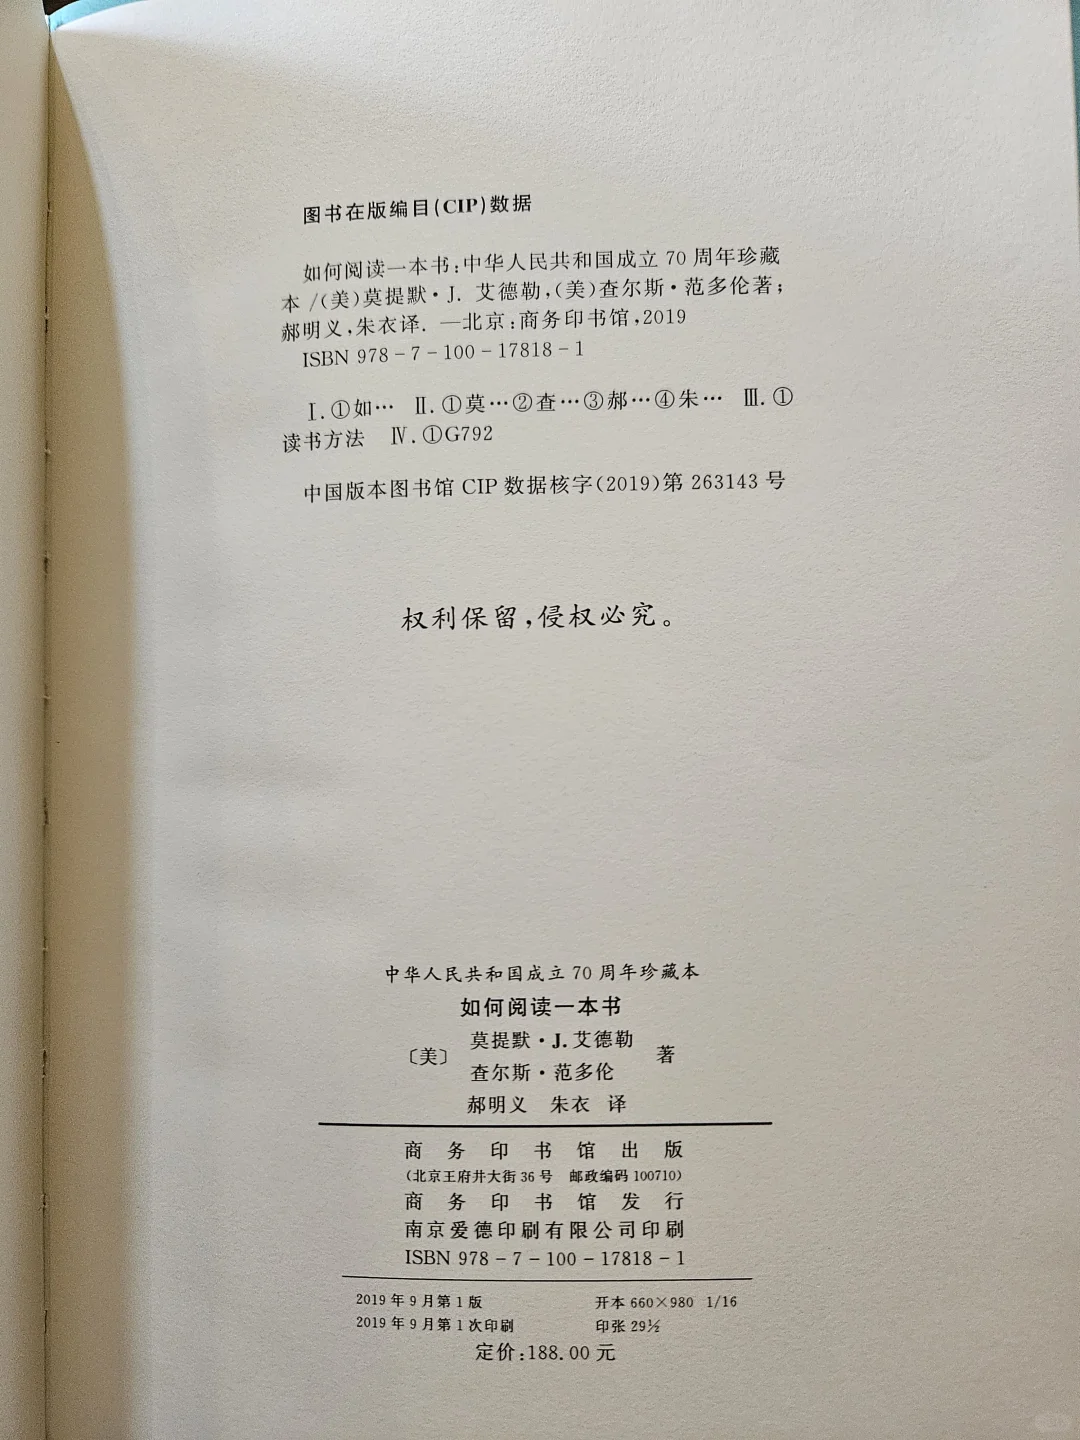 图书在版编目(CIP)数据
如何阅读一本书:中华人民共和国成立70周年珍藏
本/(美)莫提默·J. 艾德勒,(美)查尔斯·范多伦著;
郝明义,朱衣译. —北京:商务印书馆,2019
ISBN 978-7-100-17818-1
Ⅰ.①如… Ⅱ.①莫…②查…③郝…④朱… Ⅲ.①
读书方法 Ⅳ.①G792
中国版本图书馆CIP数据核字(2019)第263143号
权利保留,侵权必究。
中华人民共和国成立70周年珍藏本
如何阅读一本书
〔美〕 莫提默·J.艾德勒
查尔斯·范多伦 著
郝明义 朱衣 译
商务印书馆出版
(北京王府井大街36号 邮政编码100710)
商务印书馆发行
南京爱德印刷有限公司印刷
ISBN 978-7-100-17818-1
2019年9月第1版 开本 660×980 1/16
2019年9月第1次印刷 印张 29½
定价:188.00元